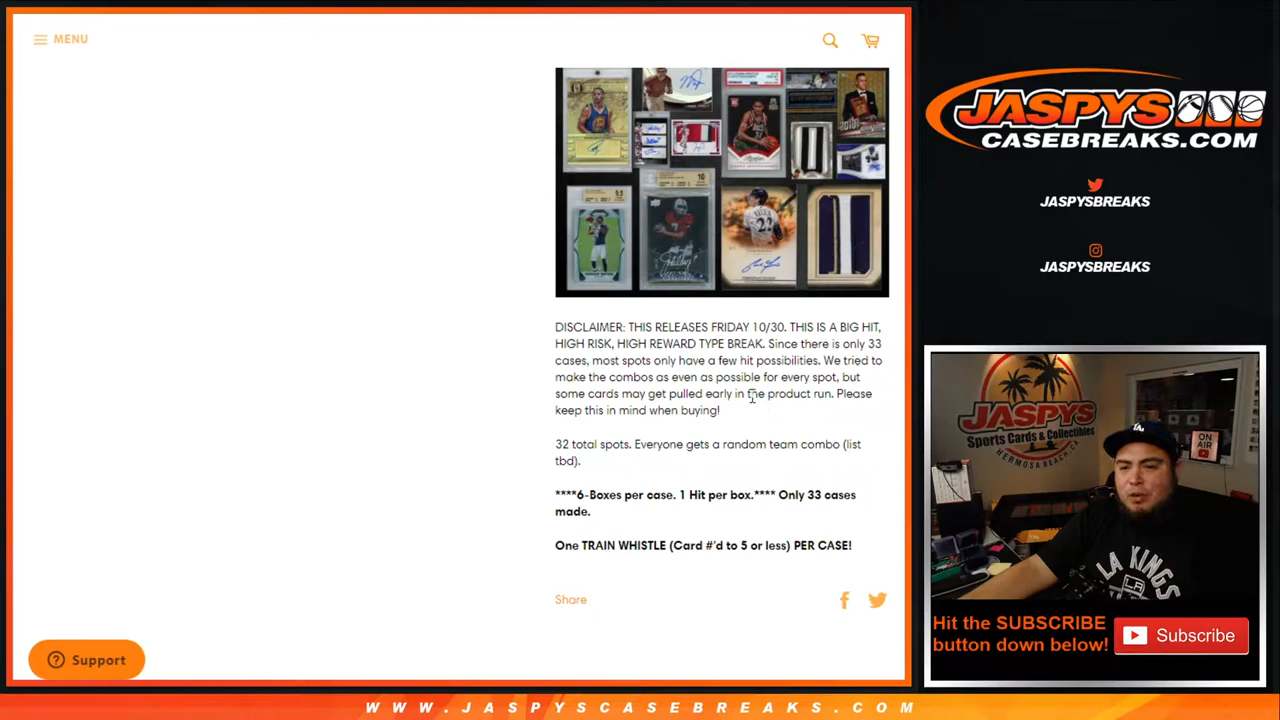 MENU
DISCLAIMER: THIS RELEASES FRIDAY 10/30. THIS IS A BIG HIT,
HIGH RISK, HIGH REWARD TYPE BREAK. Since there is only 33
cases, most spots only have a few hit possibilities. We tried to
make the combos as even as possible for every spot, but
some cards may get pulled early in the product run. Please
keep this in mind when buying!
32 total spots. Everyone gets a random team combo (list
tbd).
****6-Boxes per case. 1 Hit per box.**** Only 33 cases
made.
One TRAIN WHISTLE (Card #'d to 5 or less) PER CASE!
Share
Support
JASPYS
CASEBREAKS.COM
JASPYSBREAKS
JASPYSBREAKS
JASPYS
Sports Cards & Collectibles
HERMOSA BEACH, CA
ON
AIR
LA
LA KINGS
LA
Hit the SUBSCRIBE
button down below!
Subscribe
WWW.JASPYSCASEBREAKS.COM